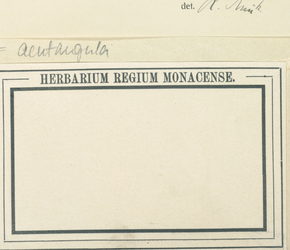 det.
= acutangula
HERBARIUM REGIUM MONACENSE.